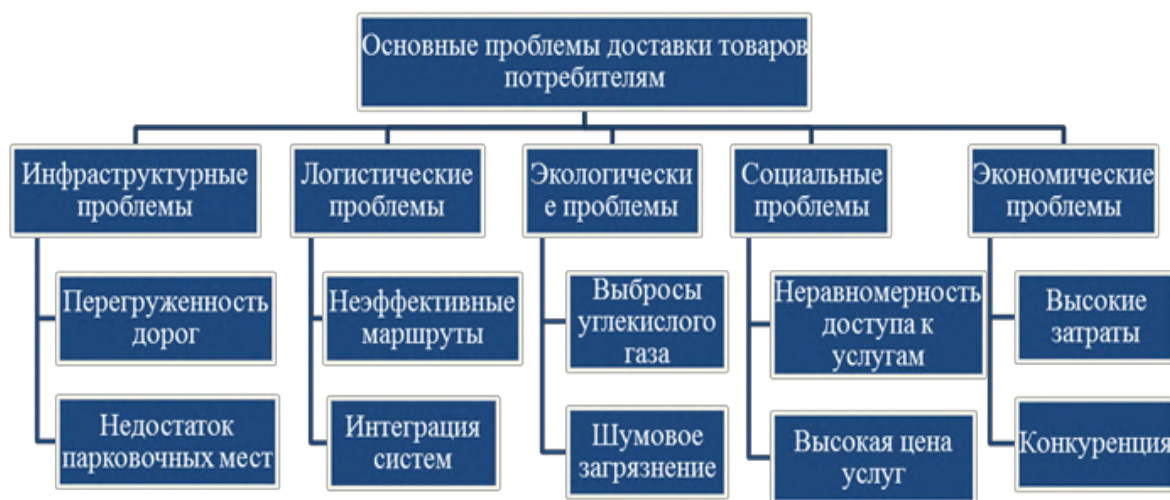 Основные проблемы доставки товаров
потребителям
Инфраструктурные
проблемы
Перегруженность
дорог
Недостаток
парковочных мест
Логистические
проблемы
Неэффективные
маршруты
Интеграция
систем
Экологически
е проблемы
Выбросы
углекислого
газа
Шумовое
загрязнение
Социальные
проблемы
Неравномерность
доступа к
услугам
Высокая цена
услуг
Экономические
проблемы
Высокие
затраты
Конкуренция